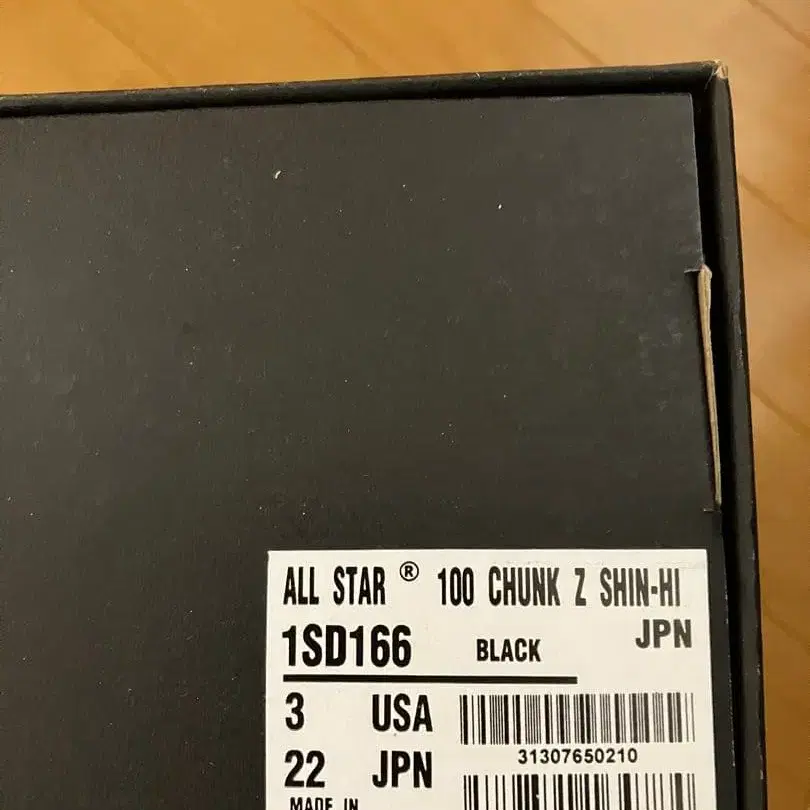 ALL STAR ® 100 CHUNK Z SHIN-HI
1SD166 BLACK JPN
3 USA
31307650210
22 JPN
MADE IN